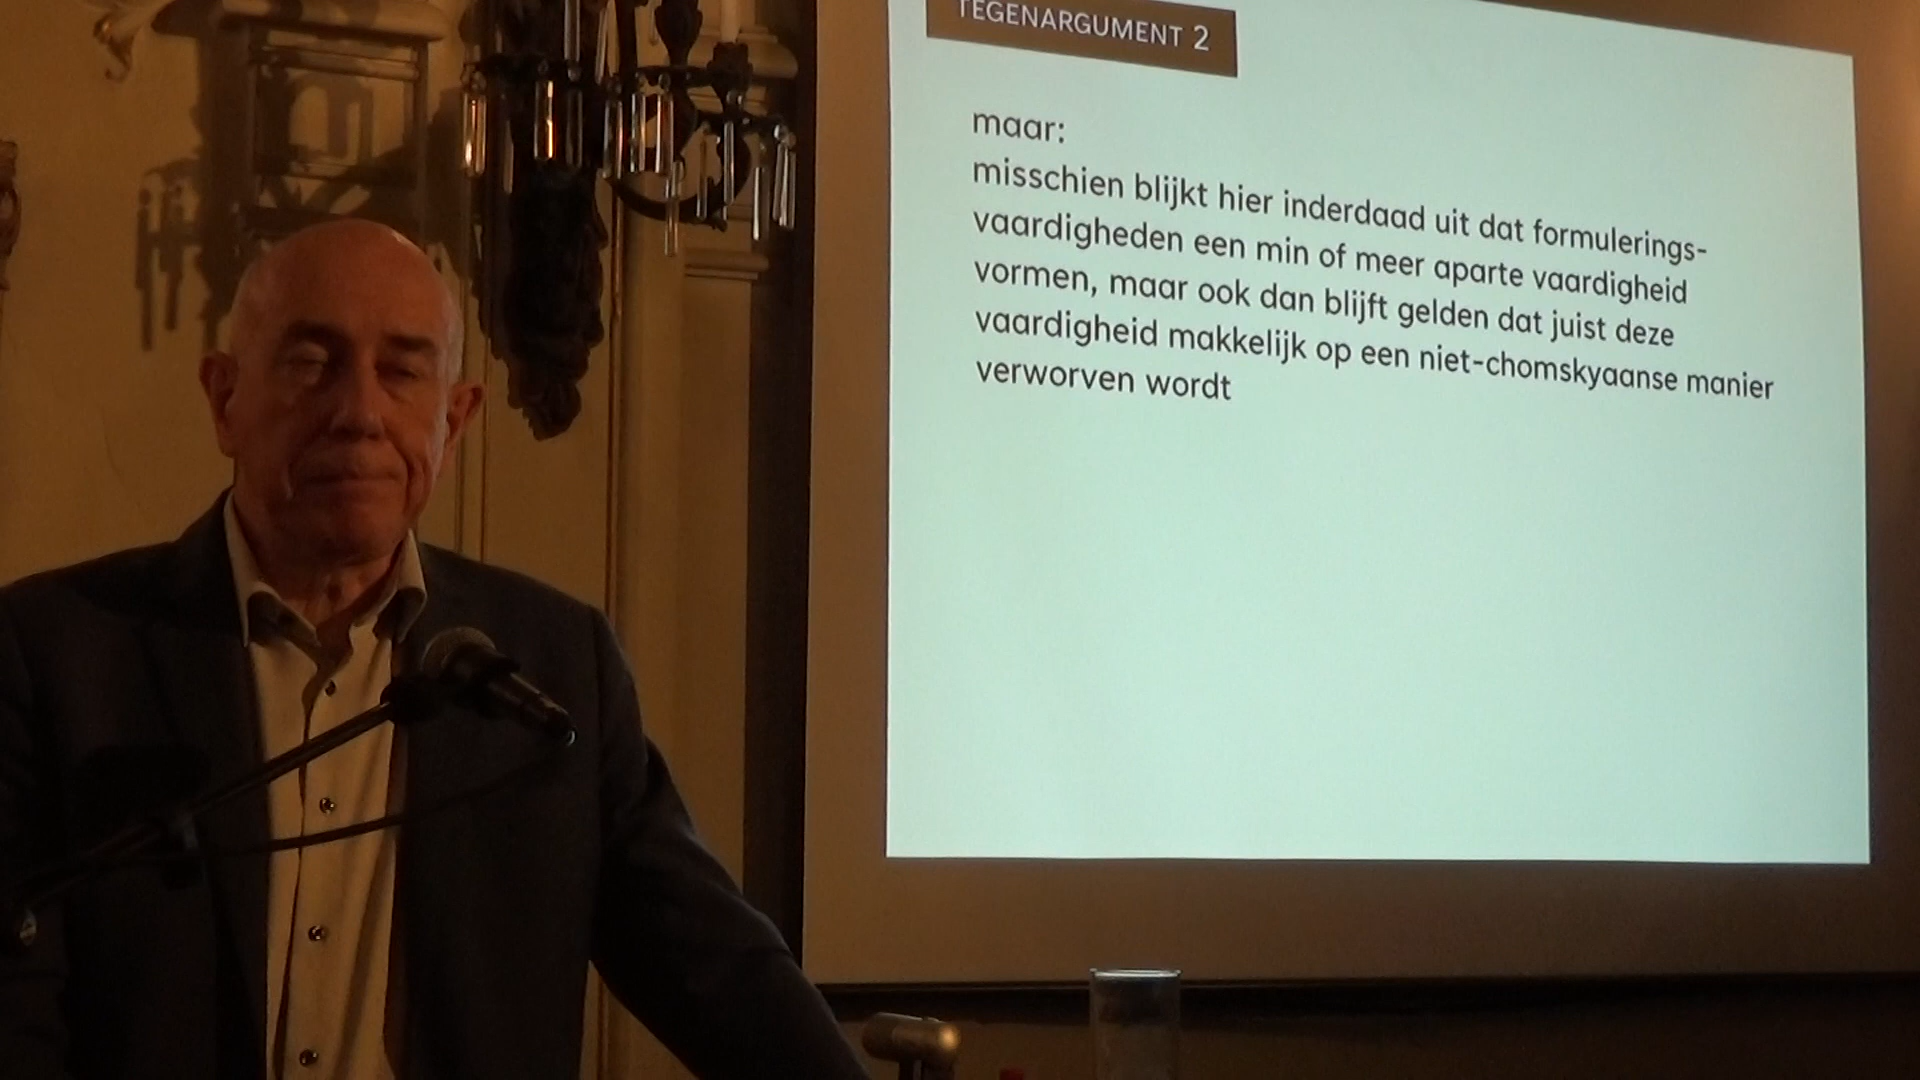 TEGENARGUMENT 2
maar:
misschien blijkt hier inderdaad uit dat formulerings-
vaardigheden een min of meer aparte vaardigheid
vormen, maar ook dan blijft gelden dat juist deze
vaardigheid makkelijk op een niet-chomskyaanse manier
verworven wordt